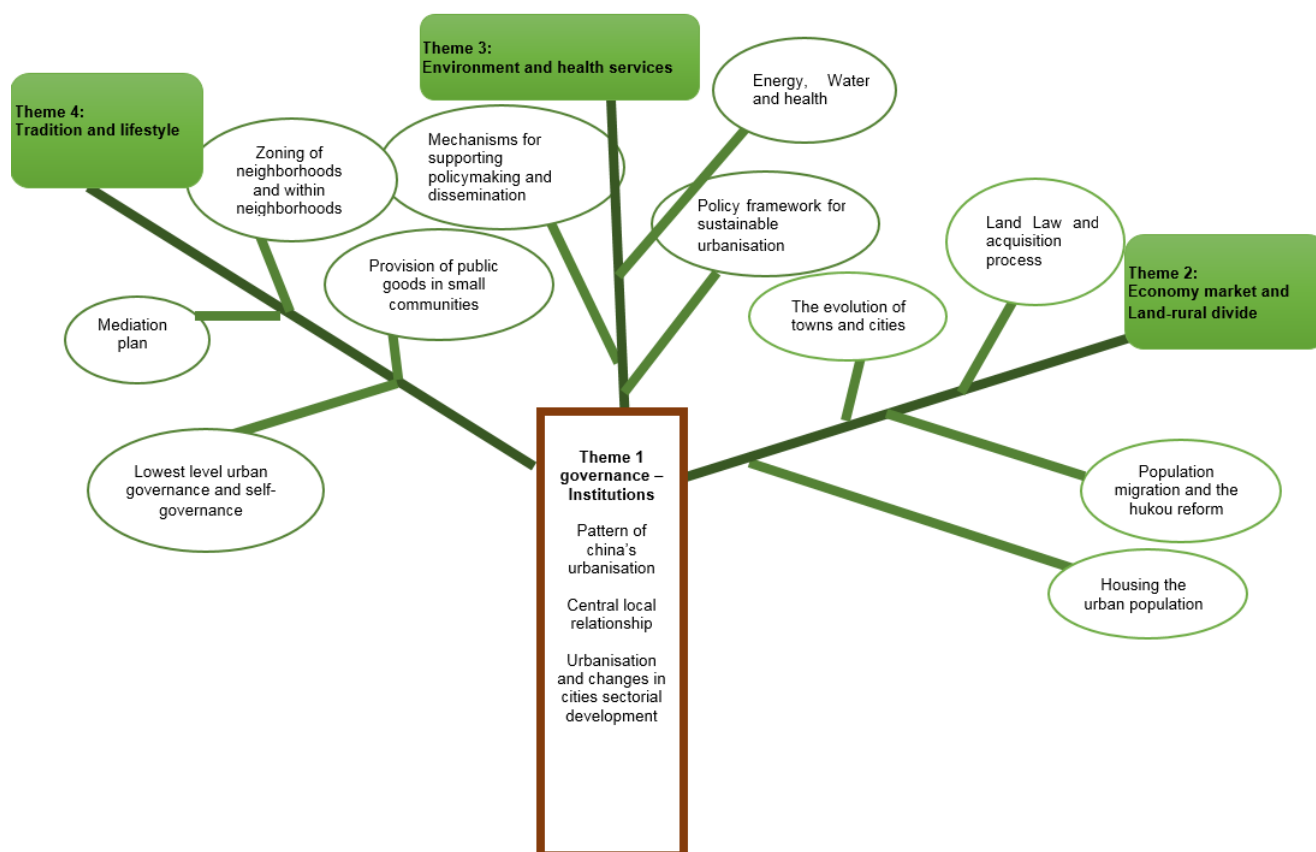 Theme 3:
Environment and health services
Theme 4:
Tradition and lifestyle
Energy, Water
and health
Mechanisms for
supporting
policymaking and
dissemination
Zoning of
neighborhoods
and within
neighborhoods
Policy framework for
sustainable
urbanisation
Land Law and
acquisition
process
Theme 2:
Economy market and
Land-rural divide
Provision of public
goods in small
communities
The evolution of
towns and cities
Mediation
plan
Lowest level urban
governance and self-
governance
Theme 1
governance –
Institutions
Pattern of
china's
urbanisation
Central local
relationship
Urbanisation
and changes in
cities sectorial
development
Population
migration and the
hukou reform
Housing the
urban population